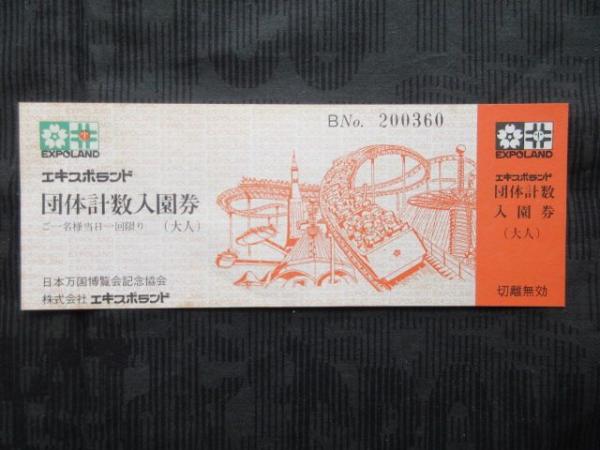 BNo. 200360
EXPOLAND
エキスポランド
団体計数入園券
ご一名様当日一回限り (大人)
日本万国博覧会記念協会
株式会社 エキスポランド
EXPOLAND
エキスポランド
団体計数
入園券
(大人)
切離無効